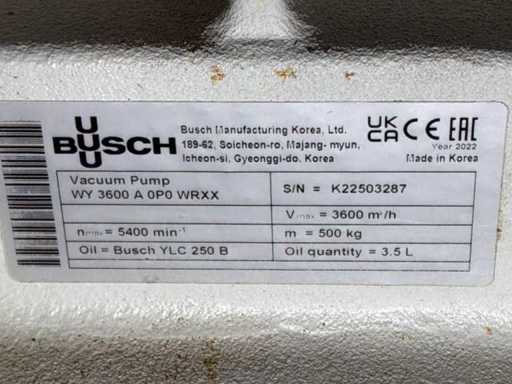 BUSCH
Busch Manufacturing Korea, Ltd.
189-62, Soicheon-ro, Majang- myun,
Icheon-si, Gyeonggi-do, Korea
UK CA CE EAC
Year 2022
Made in Korea
Vacuum Pump
WY 3600 A 0P0 WRXX
S/N = K22503287
Vmax = 3600 m³/h
nmax = 5400 min⁻¹
m = 500 kg
Oil = Busch YLC 250 B
Oil quantity = 3.5 L